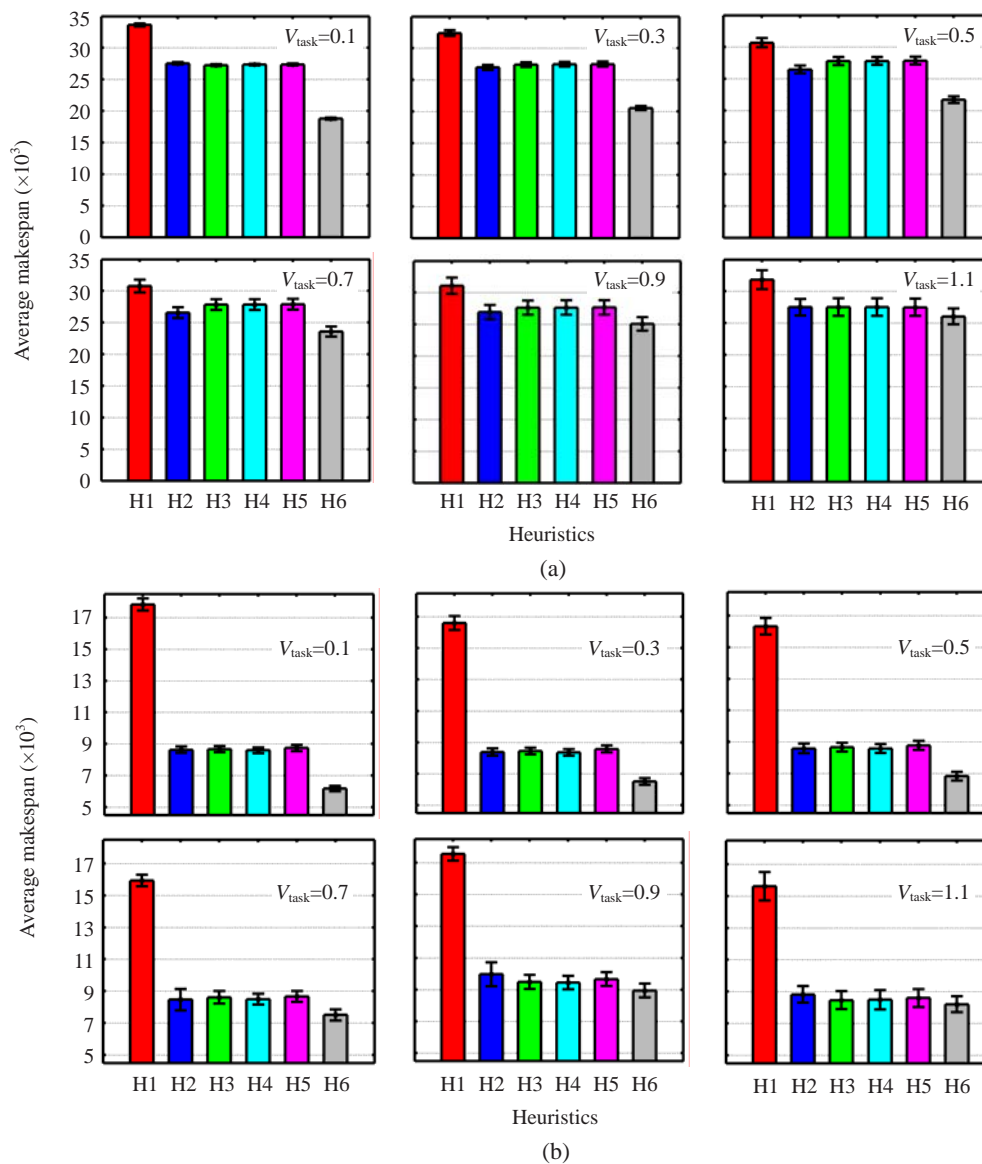 35
30
25
20
15
10
5
0
V_task=0.1
V_task=0.3
V_task=0.5
Average makespan (×10³)
35
30
25
20
15
10
5
0
V_task=0.7
V_task=0.9
V_task=1.1
H1 H2 H3 H4 H5 H6
H1 H2 H3 H4 H5 H6
H1 H2 H3 H4 H5 H6
Heuristics
(a)
17
15
13
11
9
7
5
V_task=0.1
V_task=0.3
V_task=0.5
Average makespan (×10³)
17
15
13
11
9
7
5
V_task=0.7
V_task=0.9
V_task=1.1
H1 H2 H3 H4 H5 H6
H1 H2 H3 H4 H5 H6
H1 H2 H3 H4 H5 H6
Heuristics
(b)